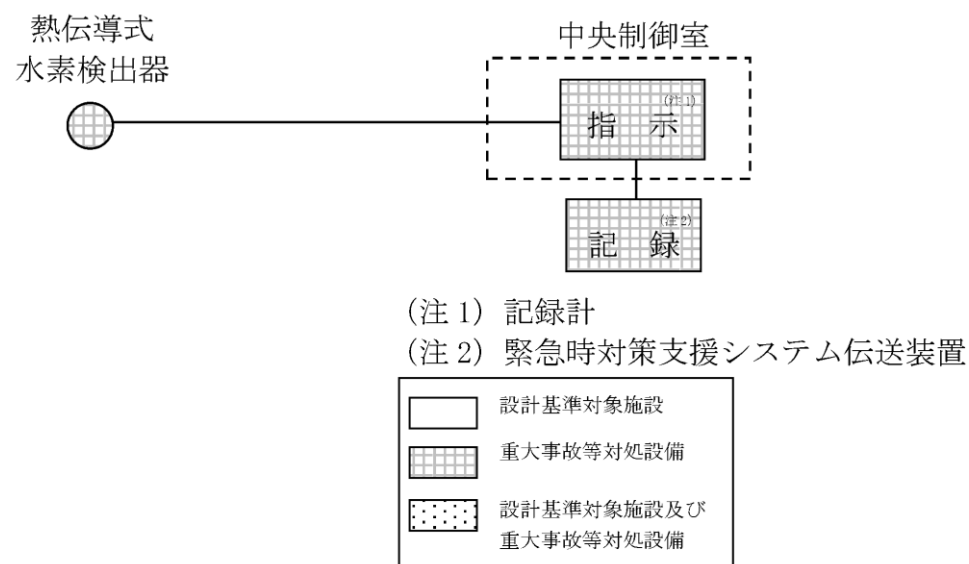 熱伝導式
水素検出器
中央制御室
(注1)
指 示
(注2)
記 録
(注 1) 記録計
(注 2) 緊急時対策支援システム伝送装置
設計基準対象施設
重大事故等対処設備
設計基準対象施設及び
重大事故等対処設備